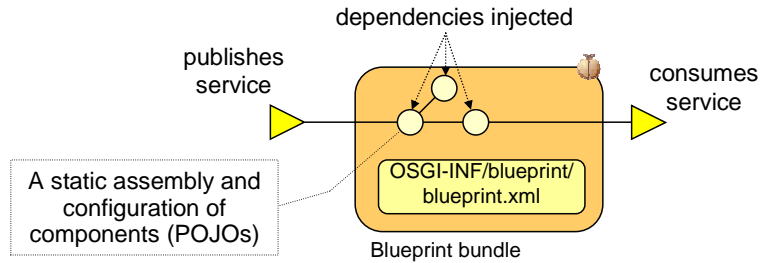 dependencies injected
publishes
service
consumes
service
A static assembly and
configuration of
components (POJOs)
OSGI-INF/blueprint/
blueprint.xml
Blueprint bundle